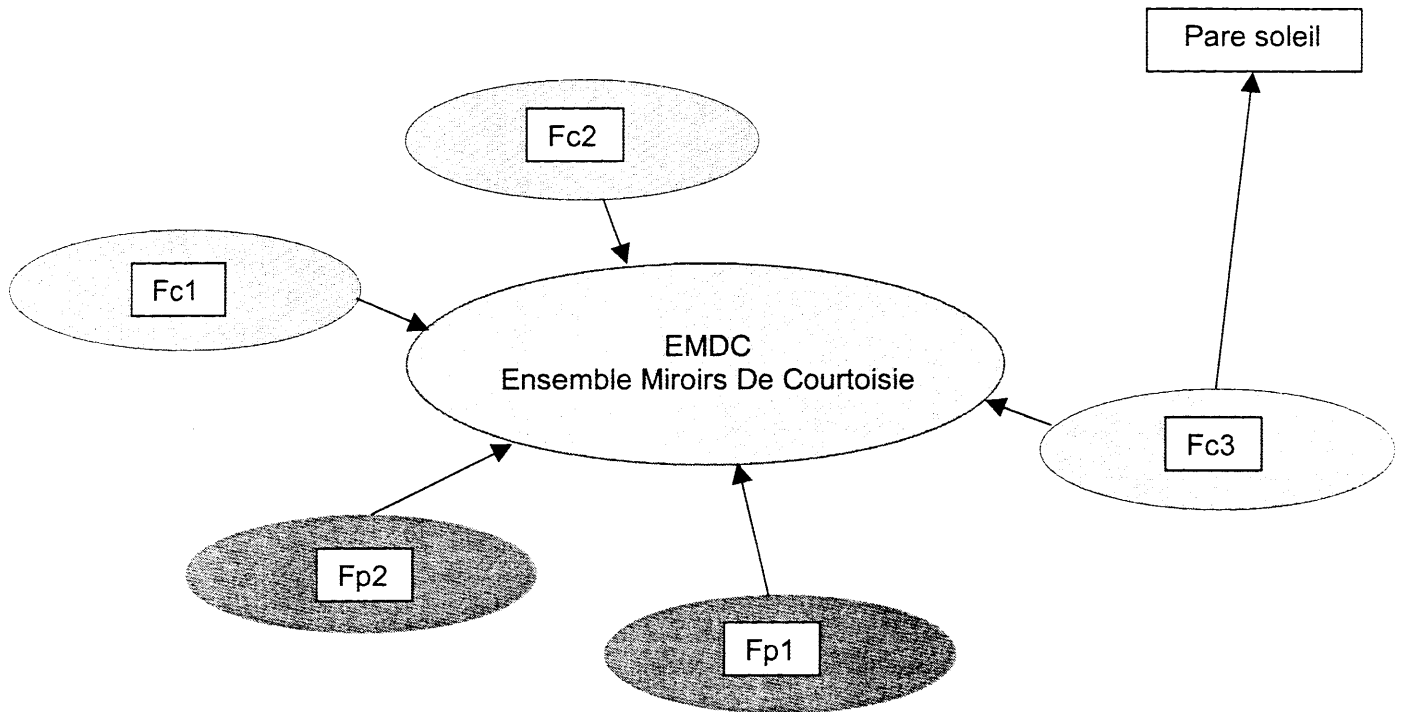 Pare soleil
Fc2
Fc1
EMDC
Ensemble Miroirs De Courtoisie
Fc3
Fp2
Fp1